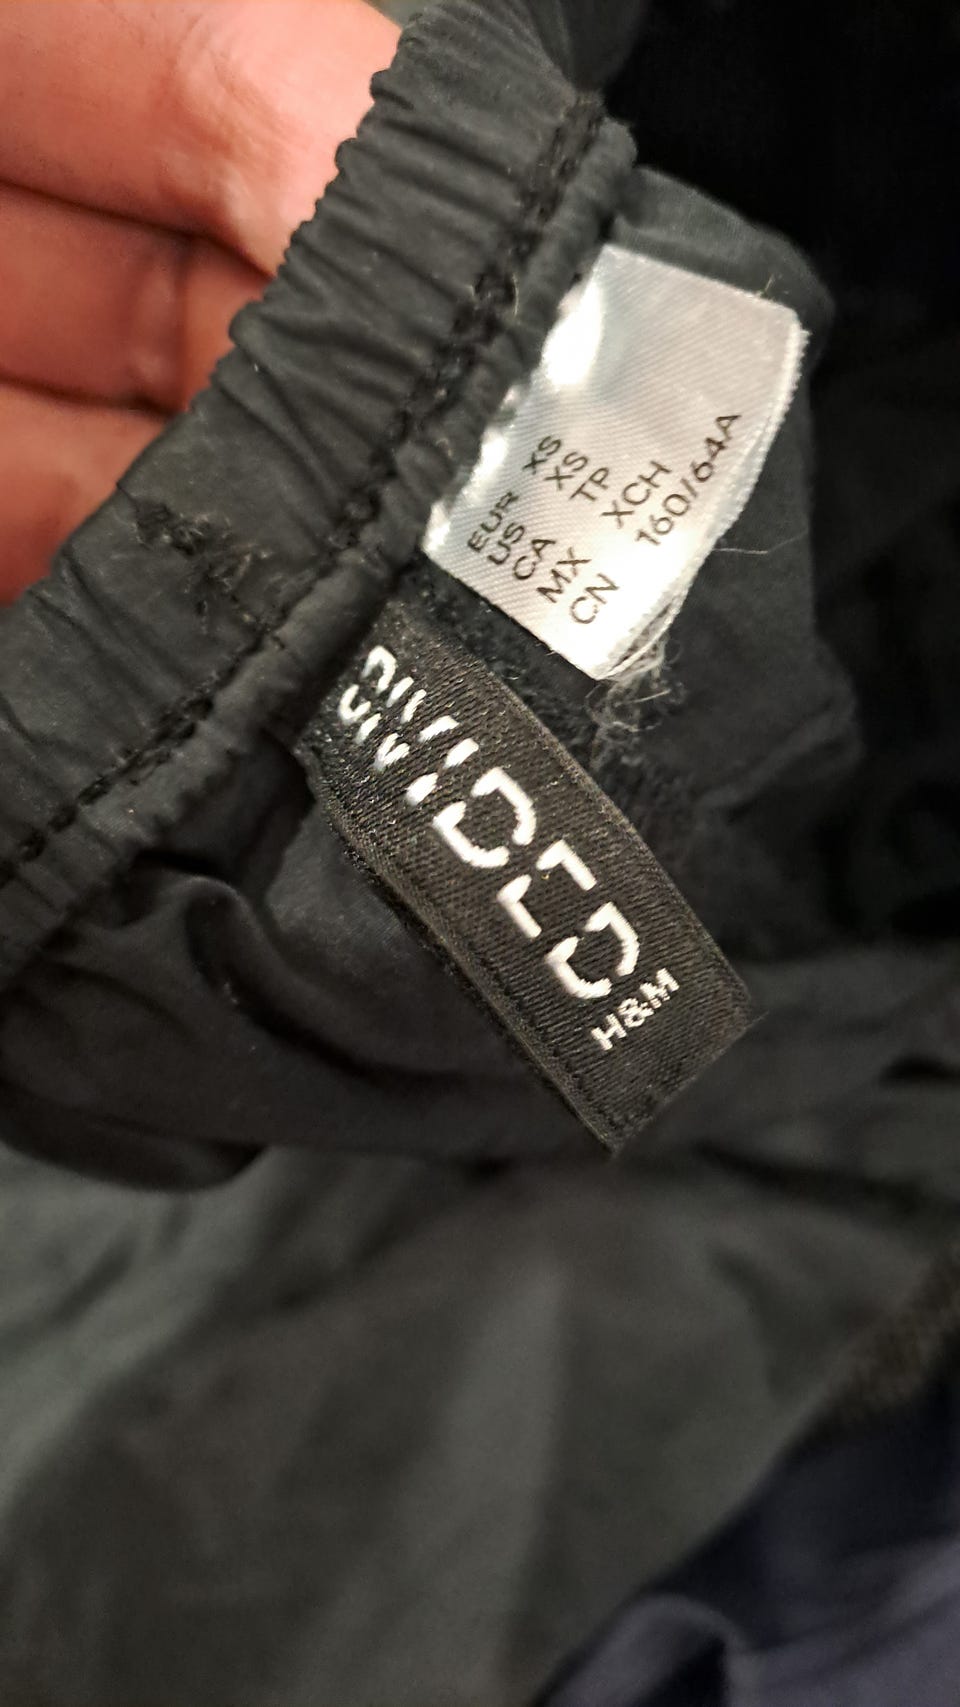 EUR XS
US XS
CA TP
MX XCH
CN 160/64A
DIVIDED
H&M